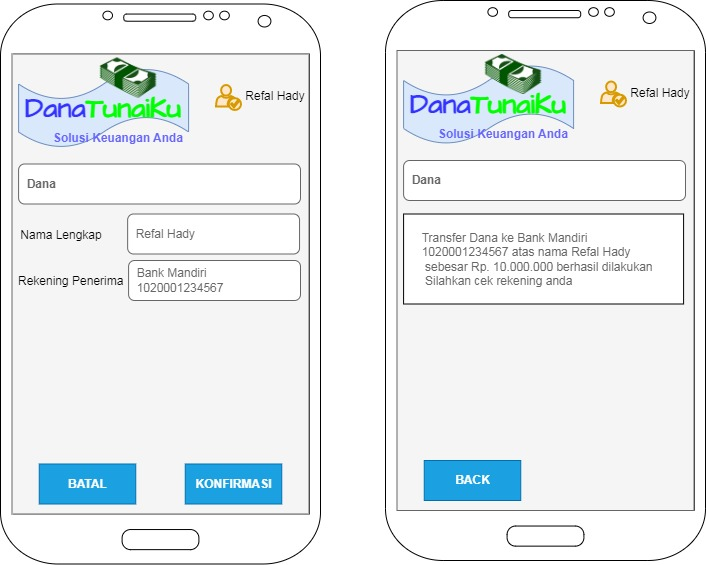 DanaTunaiKu
Solusi Keuangan Anda
Refal Hady
Dana
Nama Lengkap
Refal Hady
Rekening Penerima
Bank Mandiri
1020001234567
BATAL
KONFIRMASI
DanaTunaiKu
Solusi Keuangan Anda
Refal Hady
Dana
Transfer Dana ke Bank Mandiri
1020001234567 atas nama Refal Hady
sebesar Rp. 10.000.000 berhasil dilakukan
Silahkan cek rekening anda
BACK